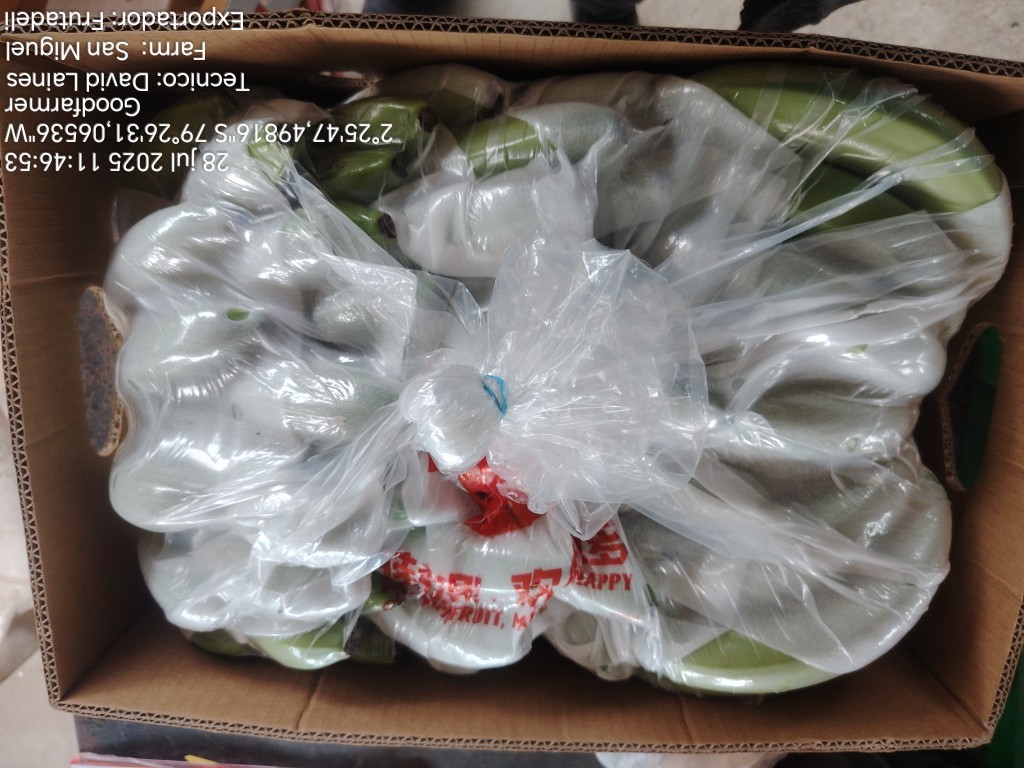 HAPPY
28 jul 2025 11:46:53
2°25'47,49816"S 79°26'31,06536"W
Goodfarmer
Tecnico: David Laines
Farm: San Miguel
Exportador: Frutadeli